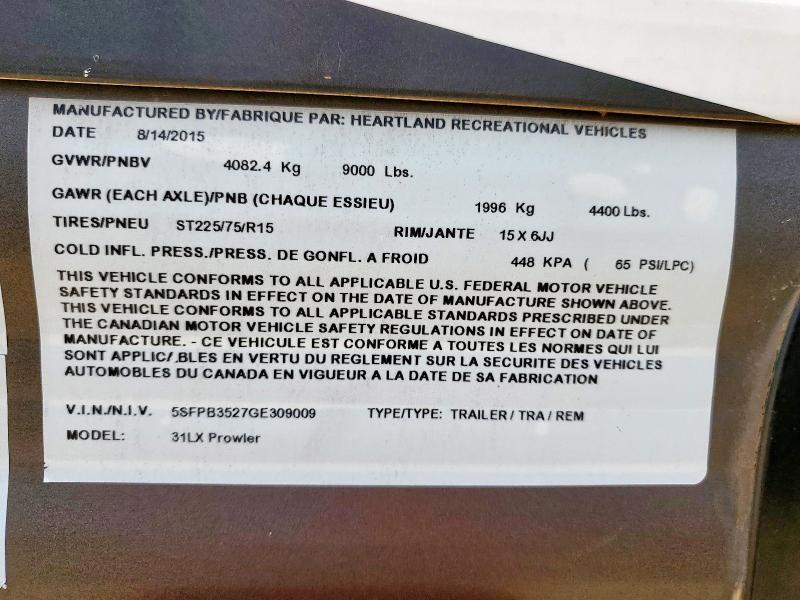 MANUFACTURED BY/FABRIQUE PAR: HEARTLAND RECREATIONAL VEHICLES
DATE 8/14/2015
GVWR/PNBV 4082.4 Kg 9000 Lbs.
GAWR (EACH AXLE)/PNB (CHAQUE ESSIEU) 1996 Kg 4400 Lbs.
TIRES/PNEU ST225/75/R15 RIM/JANTE 15 X 6JJ
COLD INFL. PRESS./PRESS. DE GONFL. A FROID 448 KPA ( 65 PSI/LPC)
THIS VEHICLE CONFORMS TO ALL APPLICABLE U.S. FEDERAL MOTOR VEHICLE
SAFETY STANDARDS IN EFFECT ON THE DATE OF MANUFACTURE SHOWN ABOVE.
THIS VEHICLE CONFORMS TO ALL APPLICABLE STANDARDS PRESCRIBED UNDER
THE CANADIAN MOTOR VEHICLE SAFETY REGULATIONS IN EFFECT ON DATE OF
MANUFACTURE. - CE VEHICULE EST CONFORME A TOUTES LES NORMES QUI LUI
SONT APPLIC/.BLES EN VERTU DU REGLEMENT SUR LA SECURITE DES VEHICLES
AUTOMOBLES DU CANADA EN VIGUEUR A LA DATE DE SA FABRICATION
V.I.N./N.I.V. 5SFPB3527GE309009 TYPE/TYPE: TRAILER / TRA / REM
MODEL: 31LX Prowler